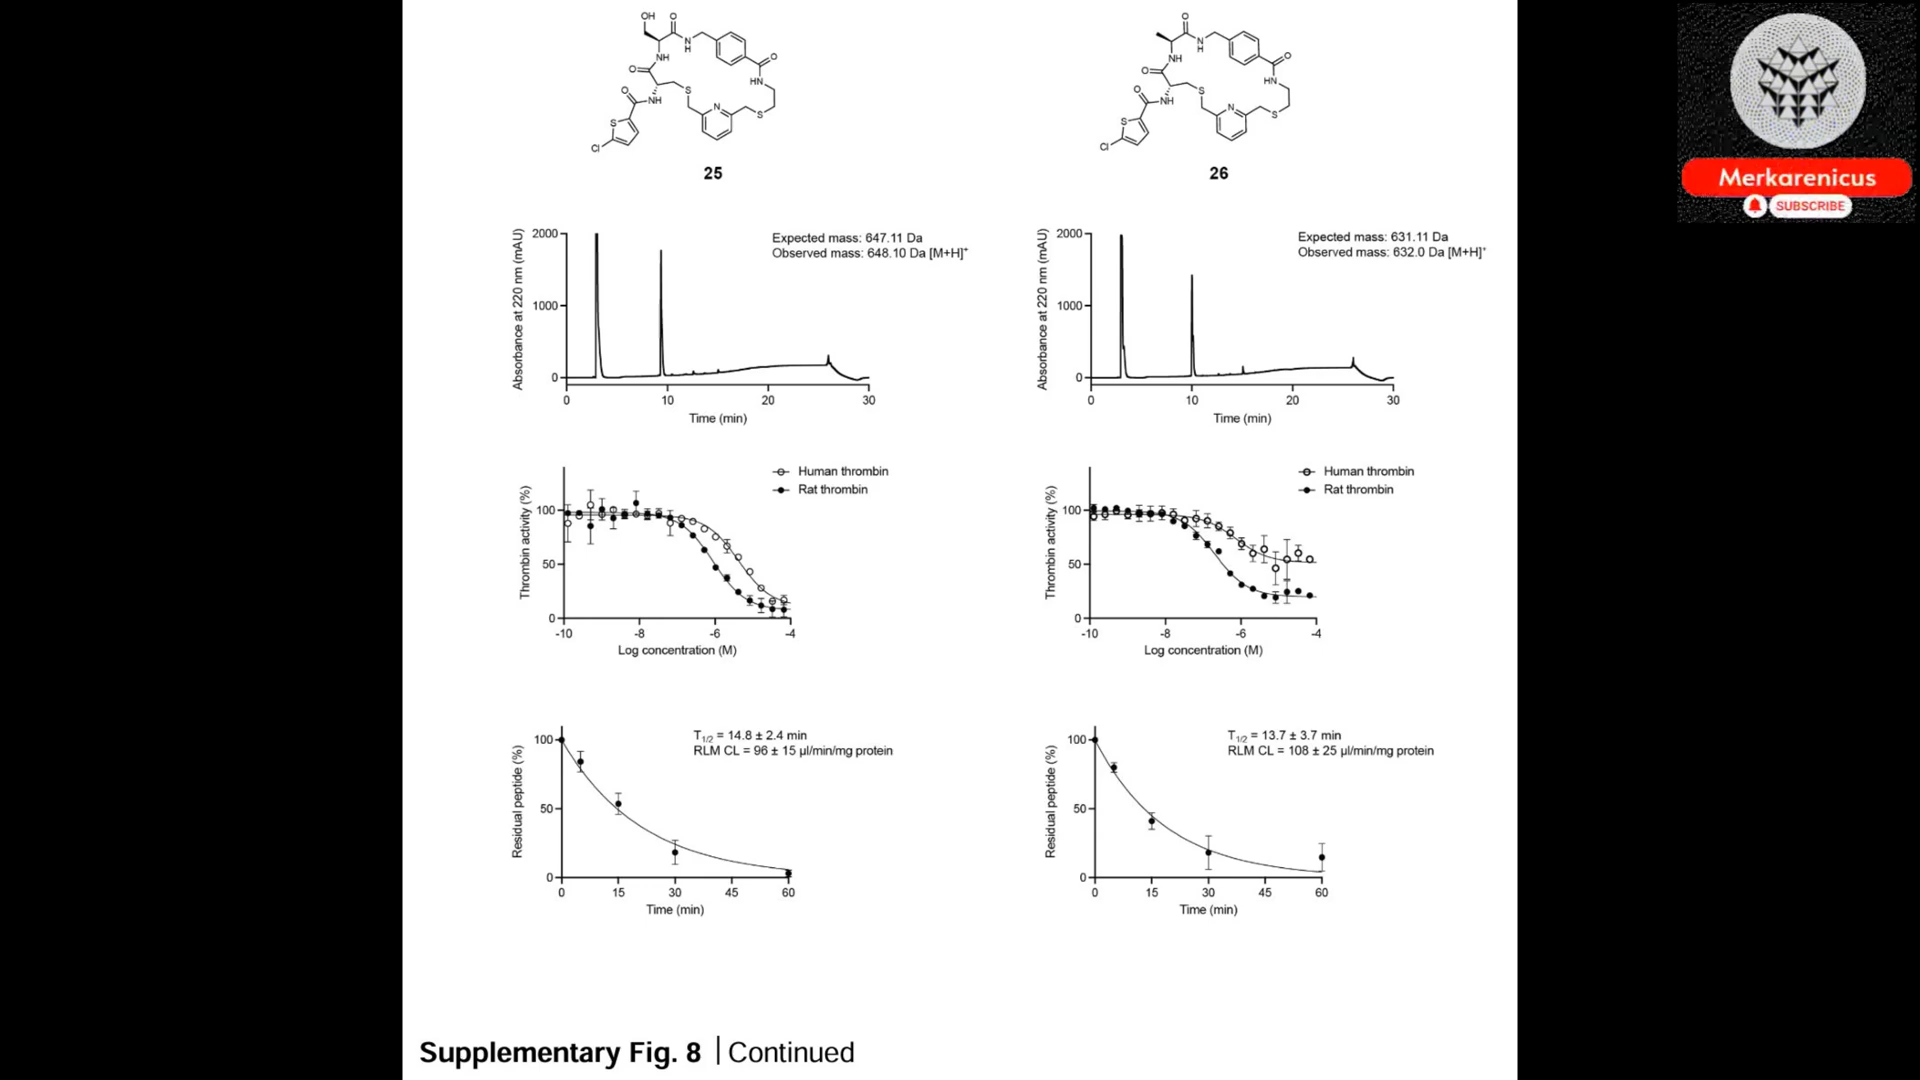 OH O N H NH O O NH O HN S N S O NH S Cl
25
O N H NH O O NH O HN S N S O NH S Cl
26
Merkarenicus
SUBSCRIBE
Expected mass: 647.11 Da
Observed mass: 648.10 Da [M+H]⁺
Absorbance at 220 nm (mAU)
2000
1000
0
0 10 20 30
Time (min)
Expected mass: 631.11 Da
Observed mass: 632.0 Da [M+H]⁺
Absorbance at 220 nm (mAU)
2000
1000
0
0 10 20 30
Time (min)
Human thrombin
Rat thrombin
Thrombin activity (%)
100
50
0
-10 -8 -6 -4
Log concentration (M)
Human thrombin
Rat thrombin
Thrombin activity (%)
100
50
0
-10 -8 -6 -4
Log concentration (M)
T1/2 = 14.8 ± 2.4 min
RLM CL = 96 ± 15 µl/min/mg protein
Residual peptide (%)
100
50
0
0 15 30 45 60
Time (min)
T1/2 = 13.7 ± 3.7 min
RLM CL = 108 ± 25 µl/min/mg protein
Residual peptide (%)
100
50
0
0 15 30 45 60
Time (min)
Supplementary Fig. 8 | Continued